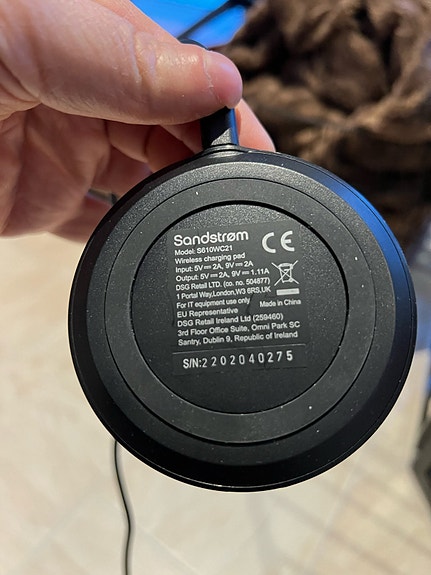 Sandstrøm
Model: S610WC21
Wireless charging pad
Input: 5V⎓2A, 9V⎓2A
Output: 5V⎓2A, 9V⎓1.11A
DSG Retail LTD. (co. no. 504877)
1 Portal Way,London,W3 6RS,UK
For IT equipment use only
Made in China
EU Representative
DSG Retail Ireland Ltd (259460)
3rd Floor Office Suite, Omni Park SC
Santry, Dublin 9, Republic of Ireland
S/N:2202040275
CE